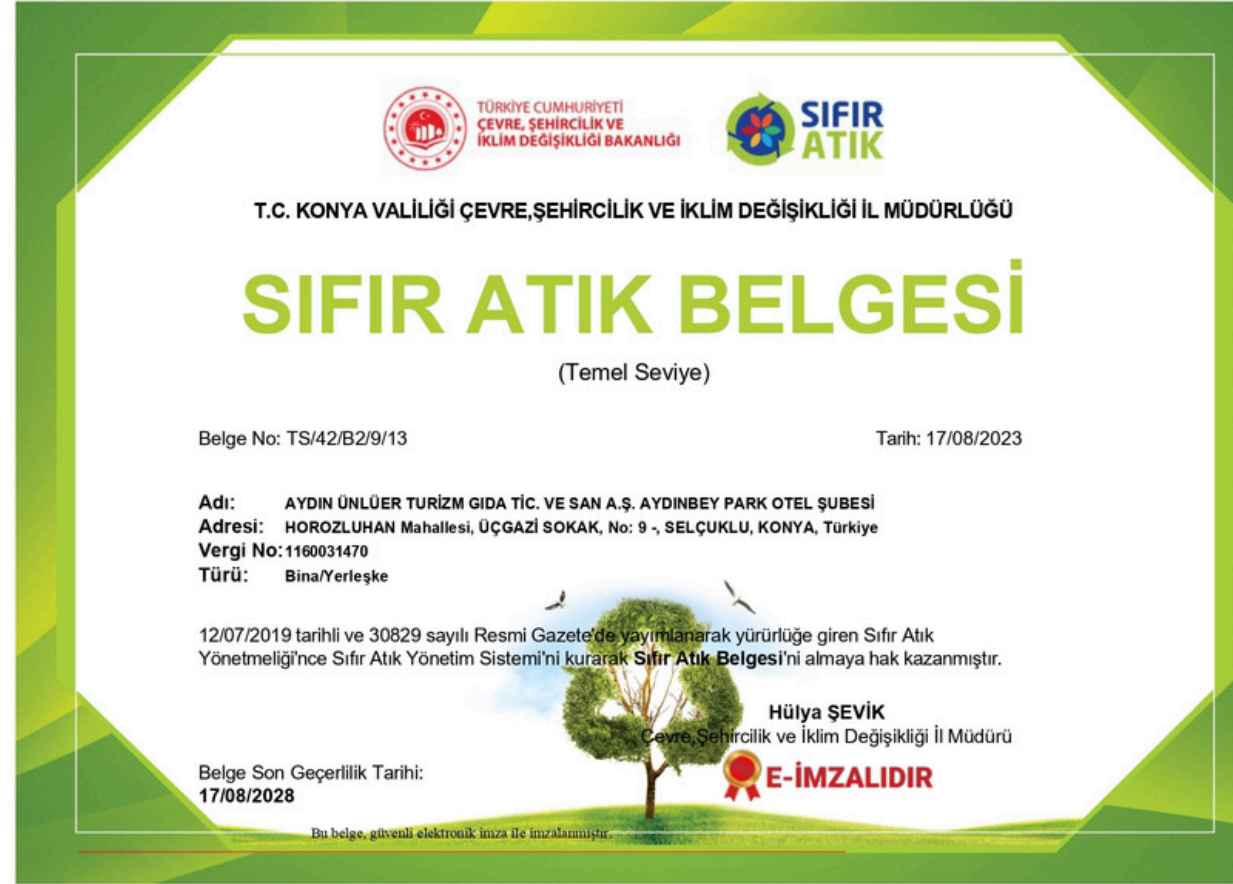 TÜRKİYE CUMHURİYETİ
ÇEVRE, ŞEHİRCİLİK VE
İKLİM DEĞİŞİKLİĞİ BAKANLIĞI
SIFIR
ATIK
T.C. KONYA VALİLİĞİ ÇEVRE,ŞEHİRCİLİK VE İKLİM DEĞİŞİKLİĞİ İL MÜDÜRLÜĞÜ
SIFIR ATIK BELGESİ
(Temel Seviye)
Belge No: TS/42/B2/9/13 Tarih: 17/08/2023
Adı: AYDIN ÜNLÜER TURİZM GIDA TİC. VE SAN A.Ş. AYDINBEY PARK OTEL ŞUBESİ
Adresi: HOROZLUHAN Mahallesi, ÜÇGAZİ SOKAK, No: 9 -, SELÇUKLU, KONYA, Türkiye
Vergi No: 1160031470
Türü: Bina/Yerleşke
12/07/2019 tarihli ve 30829 sayılı Resmi Gazete'de yayımlanarak yürürlüğe giren Sıfır Atık
Yönetmeliği'nce Sıfır Atık Yönetim Sistemi'ni kurarak Sıfır Atık Belgesi'ni almaya hak kazanmıştır.
Hülya ŞEVİK
Çevre,Şehircilik ve İklim Değişikliği İl Müdürü
E-İMZALIDIR
Belge Son Geçerlilik Tarihi:
17/08/2028
Bu belge, güvenli elektronik imza ile imzalanmıştır.